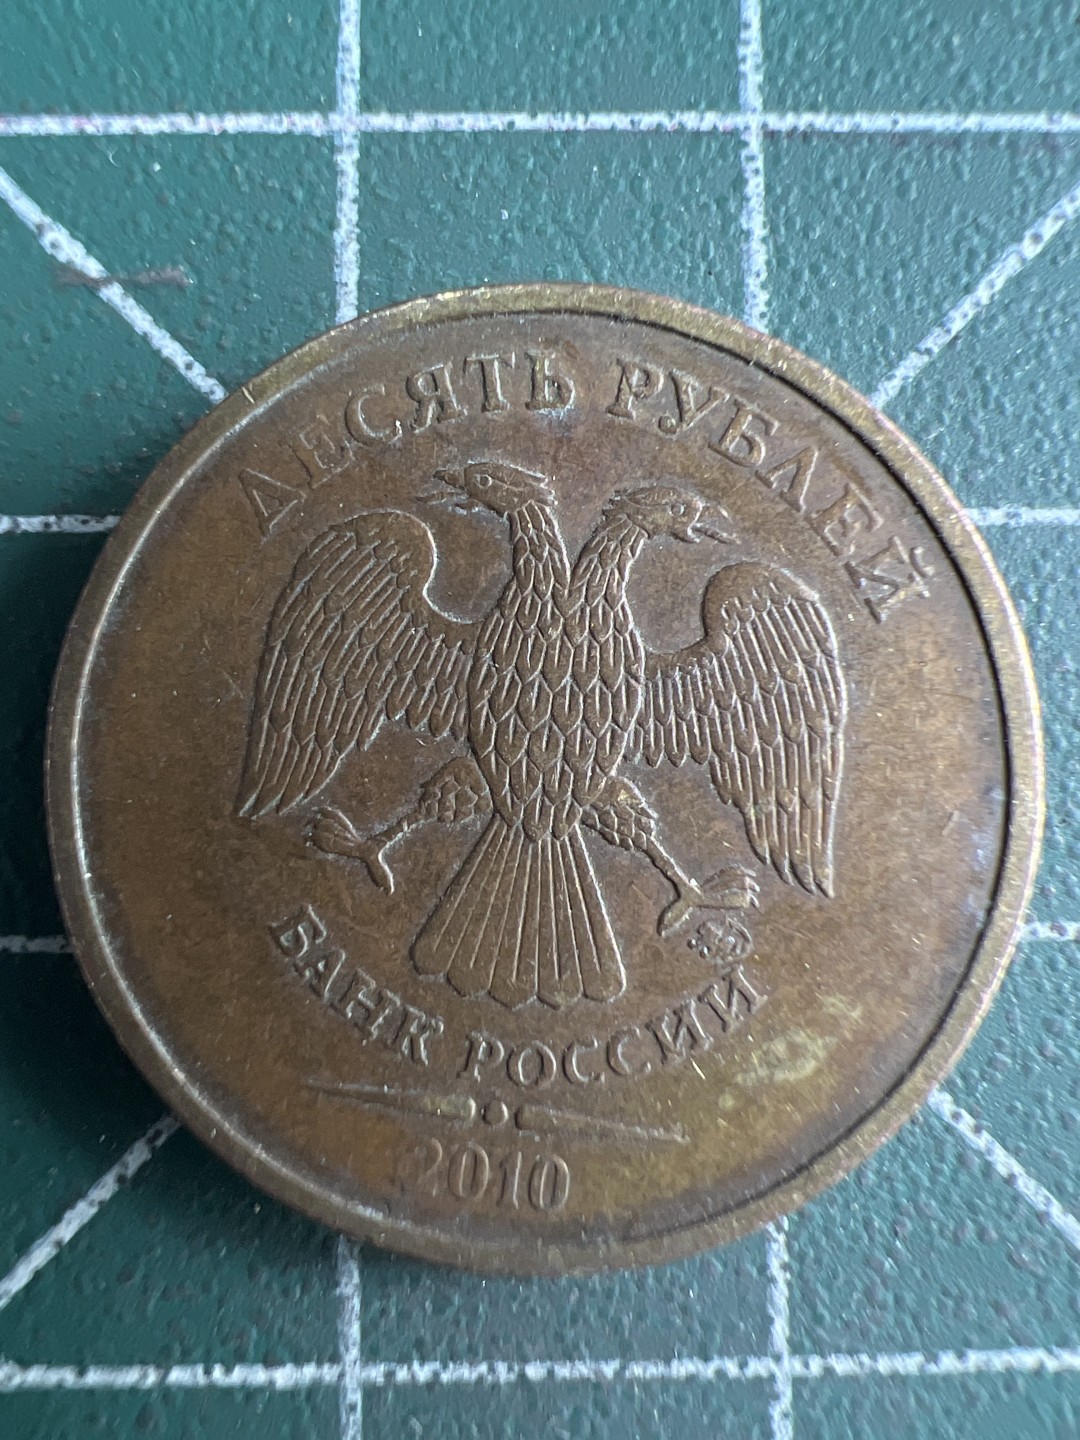 ДЕСЯТЬ РУБЛЕЙ
БАНК РОССИИ
2010